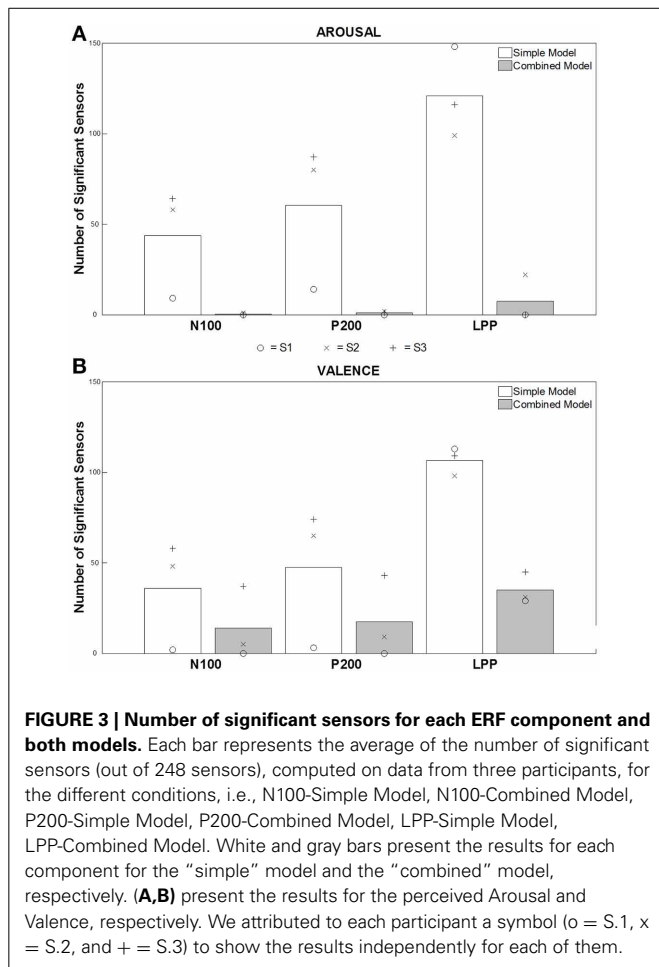 A
AROUSAL
150
100
50
0
Number of Significant Sensors
Simple Model
Combined Model
N100 P200 LPP
o = S1 × = S2 + = S3
B
VALENCE
150
100
50
0
Number of Significant Sensors
Simple Model
Combined Model
N100 P200 LPP
FIGURE 3 | Number of significant sensors for each ERF component and
both models. Each bar represents the average of the number of significant
sensors (out of 248 sensors), computed on data from three participants, for
the different conditions, i.e., N100-Simple Model, N100-Combined Model,
P200-Simple Model, P200-Combined Model, LPP-Simple Model,
LPP-Combined Model. White and gray bars present the results for each
component for the “simple” model and the “combined” model,
respectively. (A,B) present the results for the perceived Arousal and
Valence, respectively. We attributed to each participant a symbol (o = S.1, x
= S.2, and + = S.3) to show the results independently for each of them.